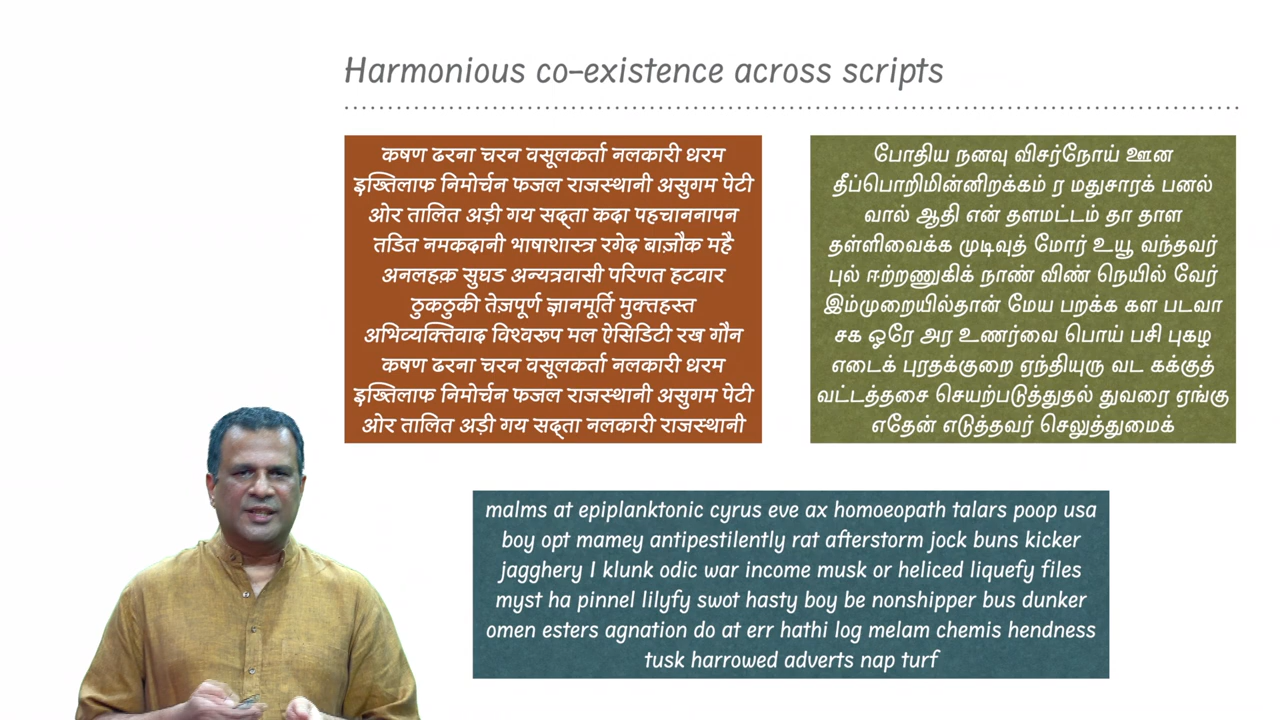 Harmonious co-existence across scripts
कषण ढरना चरन वसूलकर्ता नलकारी धरम
इख़्तिलाफ निमोर्चन फजल राजस्थानी असुगम पेटी
ओर तालित अड़ी गय सद्ता कदा पहचाननापन
तडित नमकदानी भाषाशास्त्र रगेद बाज़ौक महै
अनलहक़ सुघड अन्यत्रवासी परिणत हटवार
ठुकठुकी तेज़पूर्ण ज्ञानमूर्ति मुक्तहस्त
अभिव्यक्तिवाद विश्वरूप मल ऐसिडिटी रख गौन
कषण ढरना चरन वसूलकर्ता नलकारी धरम
इख़्तिलाफ निमोर्चन फजल राजस्थानी असुगम पेटी
ओर तालित अड़ी गय सद्ता नलकारी राजस्थानी
போதிய நனவு விசர்நோய் ஊன
தீப்பொறிமின்னிறக்கம் ர மதுசாரக் பனல்
வால் ஆதி என் தளமட்டம் தா தாள
தள்ளிவைக்க முடிவுத் மோர் உயூ வந்தவர்
புல் ஈற்றணுகிக் நாண் விண் நெயில் வேர்
இம்முறையில்தான் மேய பறக்க கள படவா
சக ஓரே அர உணர்வை பொய் பசி புகழ
எடைக் புரதக்குறை ஏந்தியுரு வட கக்குத்
வட்டத்தசை செயற்படுத்துதல் துவரை ஏங்கு
எதேன் எடுத்தவர் செலுத்துமைக்
malms at epiplanktonic cyrus eve ax homoeopath talars poop usa
boy opt mamey antipestilently rat afterstorm jock buns kicker
jagghery I klunk odic war income musk or heliced liquefy files
myst ha pinnel lilyfy swot hasty boy be nonshipper bus dunker
omen esters agnation do at err hathi log melam chemis hendness
tusk harrowed adverts nap turf